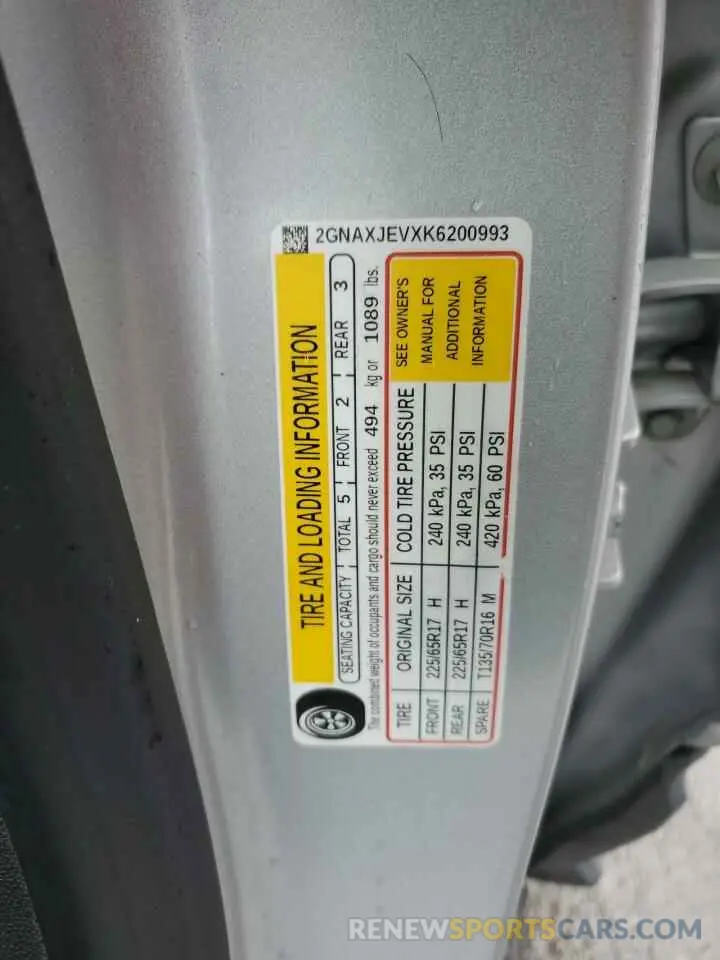 2GNAXJEVXK6200993
TIRE AND LOADING INFORMATION
SEATING CAPACITY TOTAL 5 FRONT 2 REAR 3
The combined weight of occupants and cargo should never exceed 494 kg or 1089 lbs.
TIRE ORIGINAL SIZE COLD TIRE PRESSURE SEE OWNER'S
FRONT 225/65R17 H 240 kPa, 35 PSI MANUAL FOR
REAR 225/65R17 H 240 kPa, 35 PSI ADDITIONAL
SPARE T135/70R16 M 420 kPa, 60 PSI INFORMATION
RENEWSPORTSCARS.COM